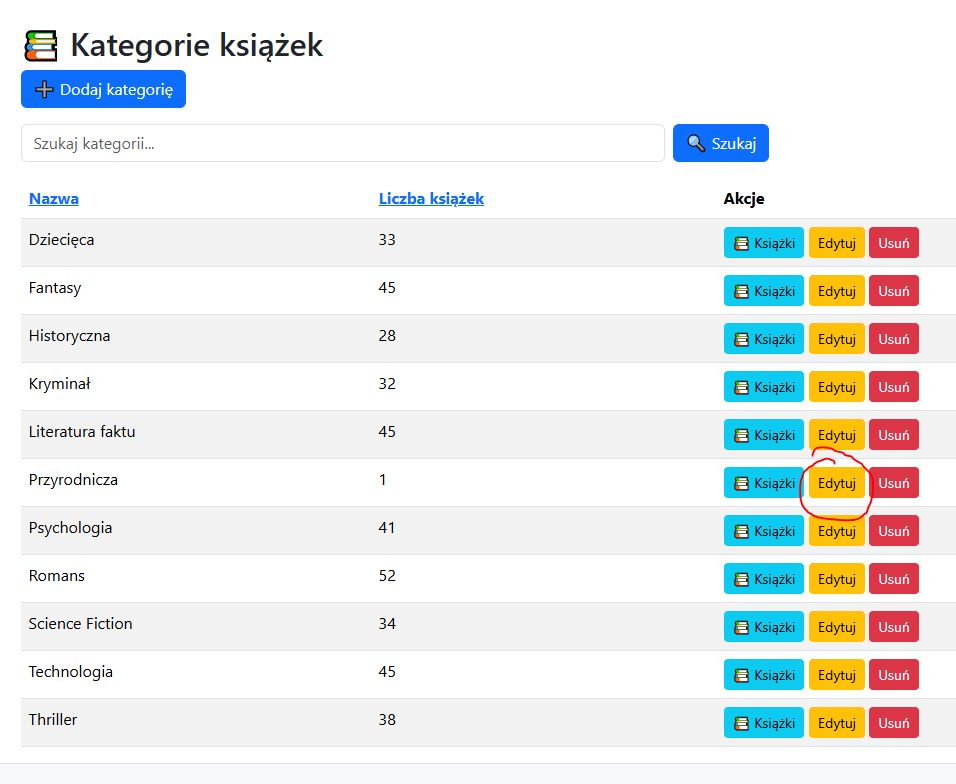 Kategorie książek
Dodaj kategorię
Szukaj kategorii... Szukaj
Nazwa Liczba książek Akcje
Dziecięca 33 Książki Edytuj Usuń
Fantasy 45 Książki Edytuj Usuń
Historyczna 28 Książki Edytuj Usuń
Kryminał 32 Książki Edytuj Usuń
Literatura faktu 45 Książki Edytuj Usuń
Przyrodnicza 1 Książki Edytuj Usuń
Psychologia 41 Książki Edytuj Usuń
Romans 52 Książki Edytuj Usuń
Science Fiction 34 Książki Edytuj Usuń
Technologia 45 Książki Edytuj Usuń
Thriller 38 Książki Edytuj Usuń